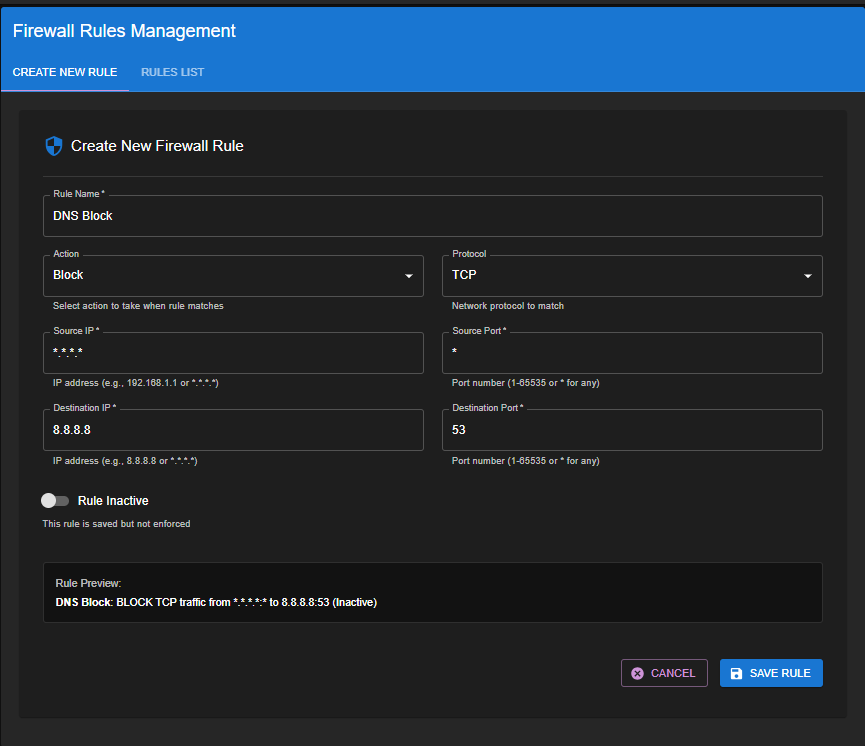 Firewall Rules Management
CREATE NEW RULE RULES LIST
Create New Firewall Rule
Rule Name *
DNS Block
Action Protocol
Block TCP
Select action to take when rule matches Network protocol to match
Source IP * Source Port *
*.*.*.* *
IP address (e.g., 192.168.1.1 or *.*.*.*) Port number (1-65535 or * for any)
Destination IP * Destination Port *
8.8.8.8 53
IP address (e.g., 8.8.8.8 or *.*.*.*) Port number (1-65535 or * for any)
Rule Inactive
This rule is saved but not enforced
Rule Preview:
DNS Block: BLOCK TCP traffic from *.*.*.*:* to 8.8.8.8:53 (Inactive)
CANCEL SAVE RULE